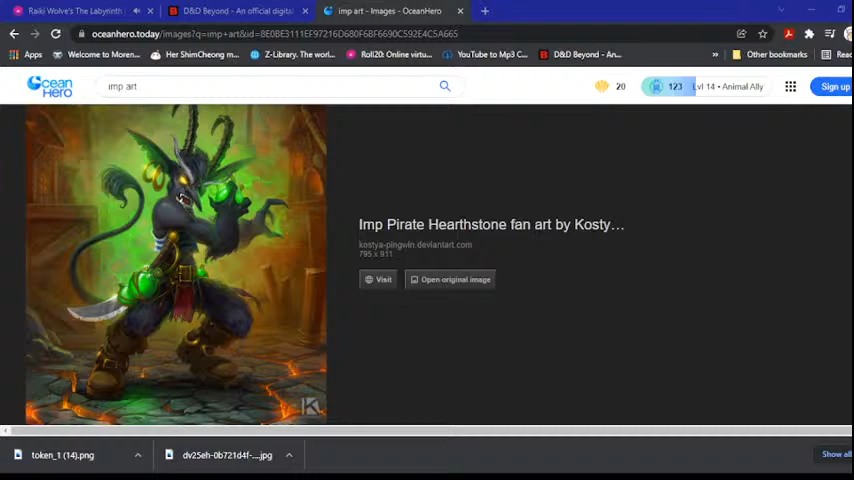 Raiki Wolve's The Labyrinth
D&D Beyond - An official digital
imp art - Images - OceanHero
oceanhero.today/images?q=imp+art&id=8E0BE3111EF97216D680F6BF6690C592C4E5A665
Apps
Welcome to Moren...
Her ShimCheong m...
Z-Library. The worl...
Roll20: Online virtu...
YouTube to Mp3 C...
D&D Beyond - An...
»
Other bookmarks
Rea
Ocean
HERO
imp art
20
123
Lvl 14 • Animal Ally
Sign up
Imp Pirate Hearthstone fan art by Kosty...
kostya-pingwin.deviantart.com
795 x 911
Visit
Open original image
token_1 (14).png
dv25eh-0b721d4f-....jpg
Show all